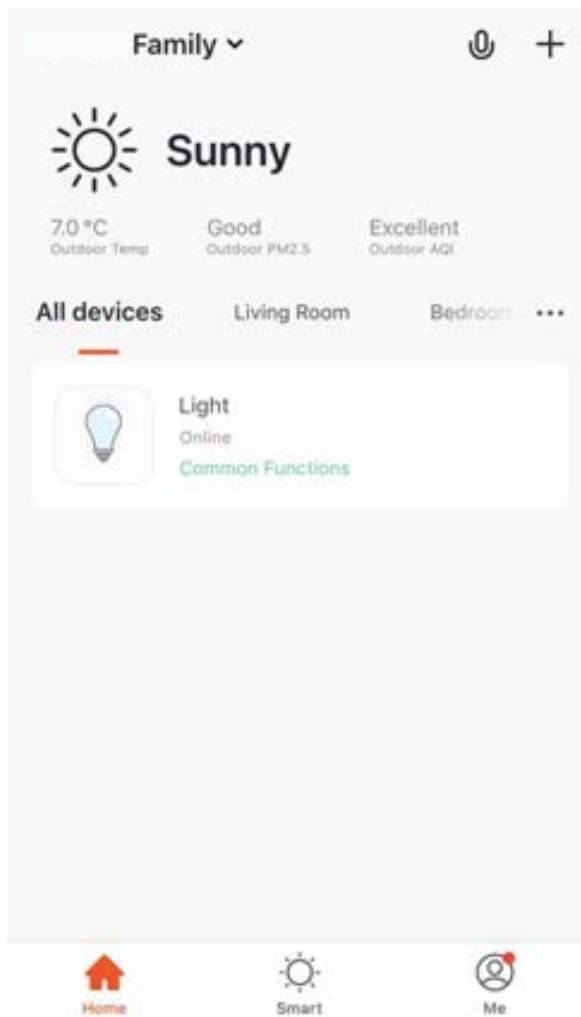 Family
Sunny
7.0 °C Good Excellent
Outdoor Temp Outdoor PM2.5 Outdoor AQI
All devices Living Room Bedroom
Light
Online
Common Functions
Home Smart Me